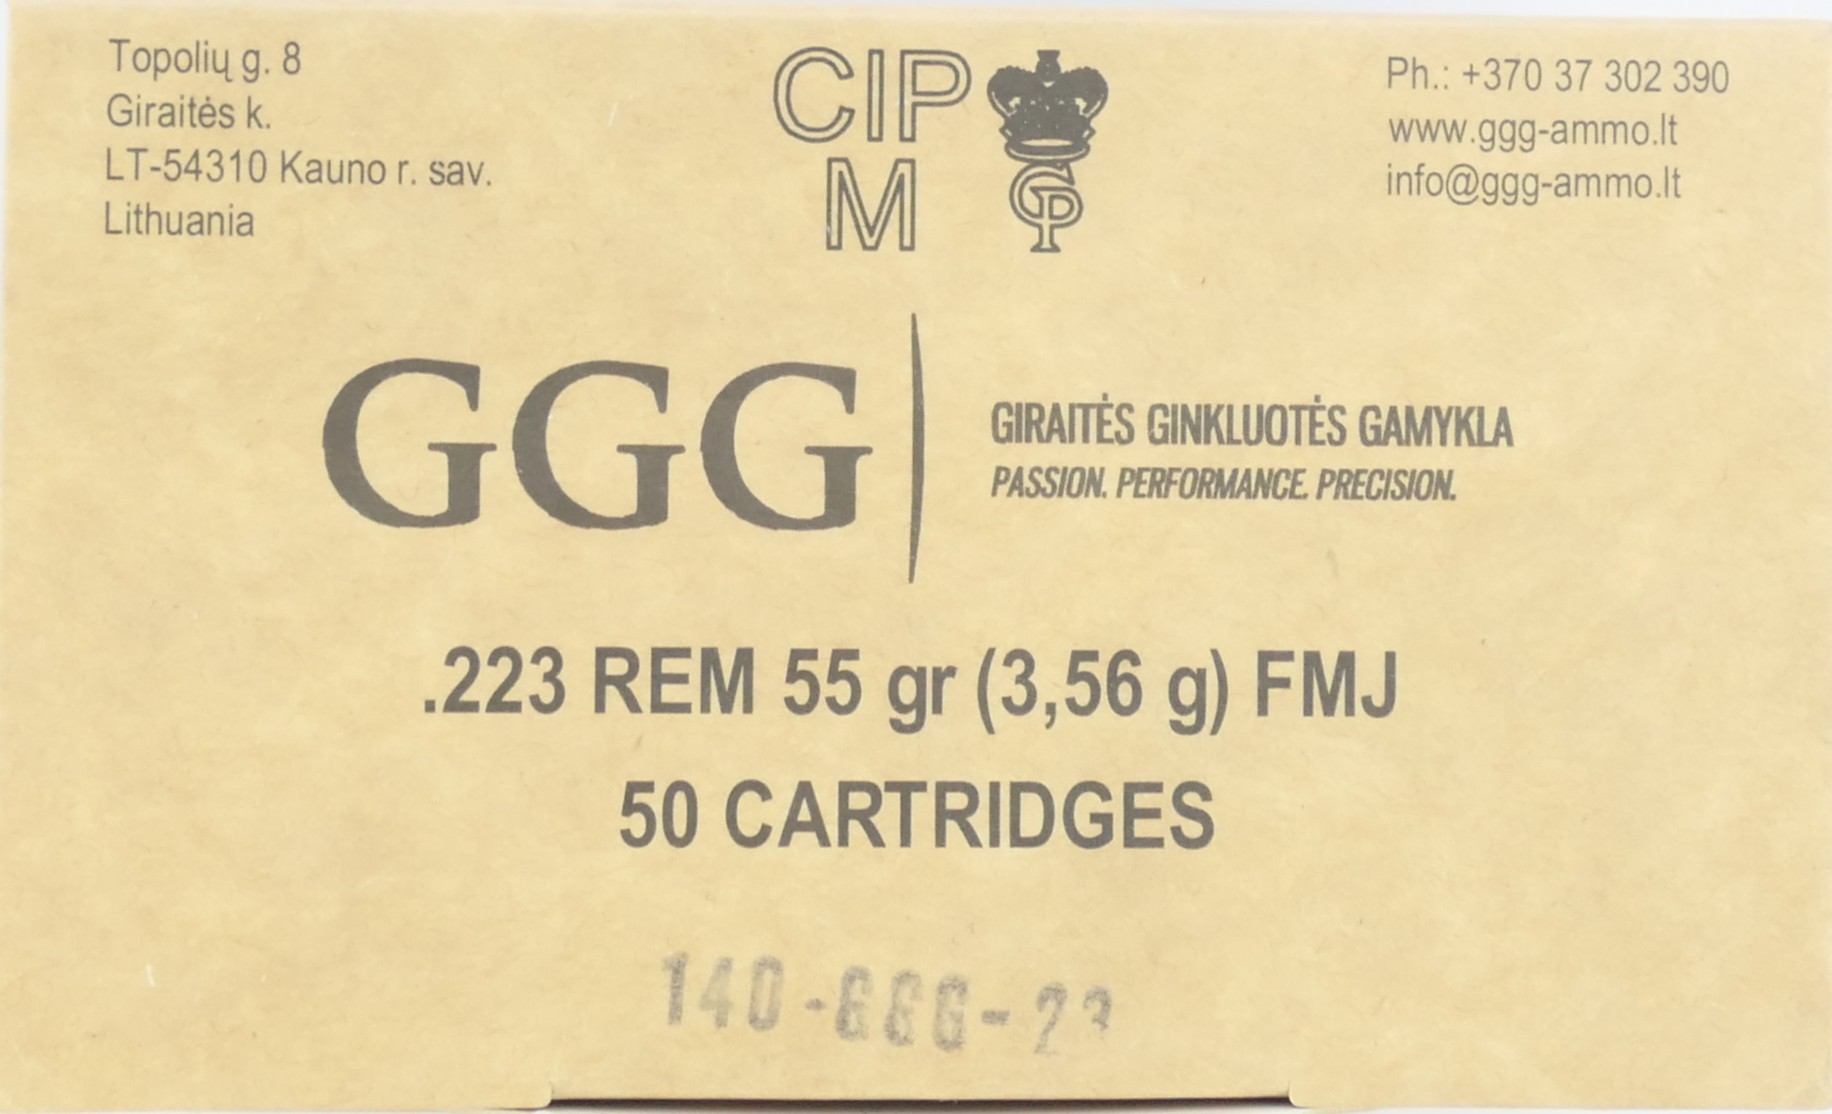 Topolių g. 8
Giraitės k.
LT-54310 Kauno r. sav.
Lithuania
CIP
M
GP
Ph.: +370 37 302 390
www.ggg-ammo.lt
info@ggg-ammo.lt
GGG
GIRAITĖS GINKLUOTĖS GAMYKLA
PASSION. PERFORMANCE. PRECISION.
.223 REM 55 gr (3,56 g) FMJ
50 CARTRIDGES
140-GGG-23